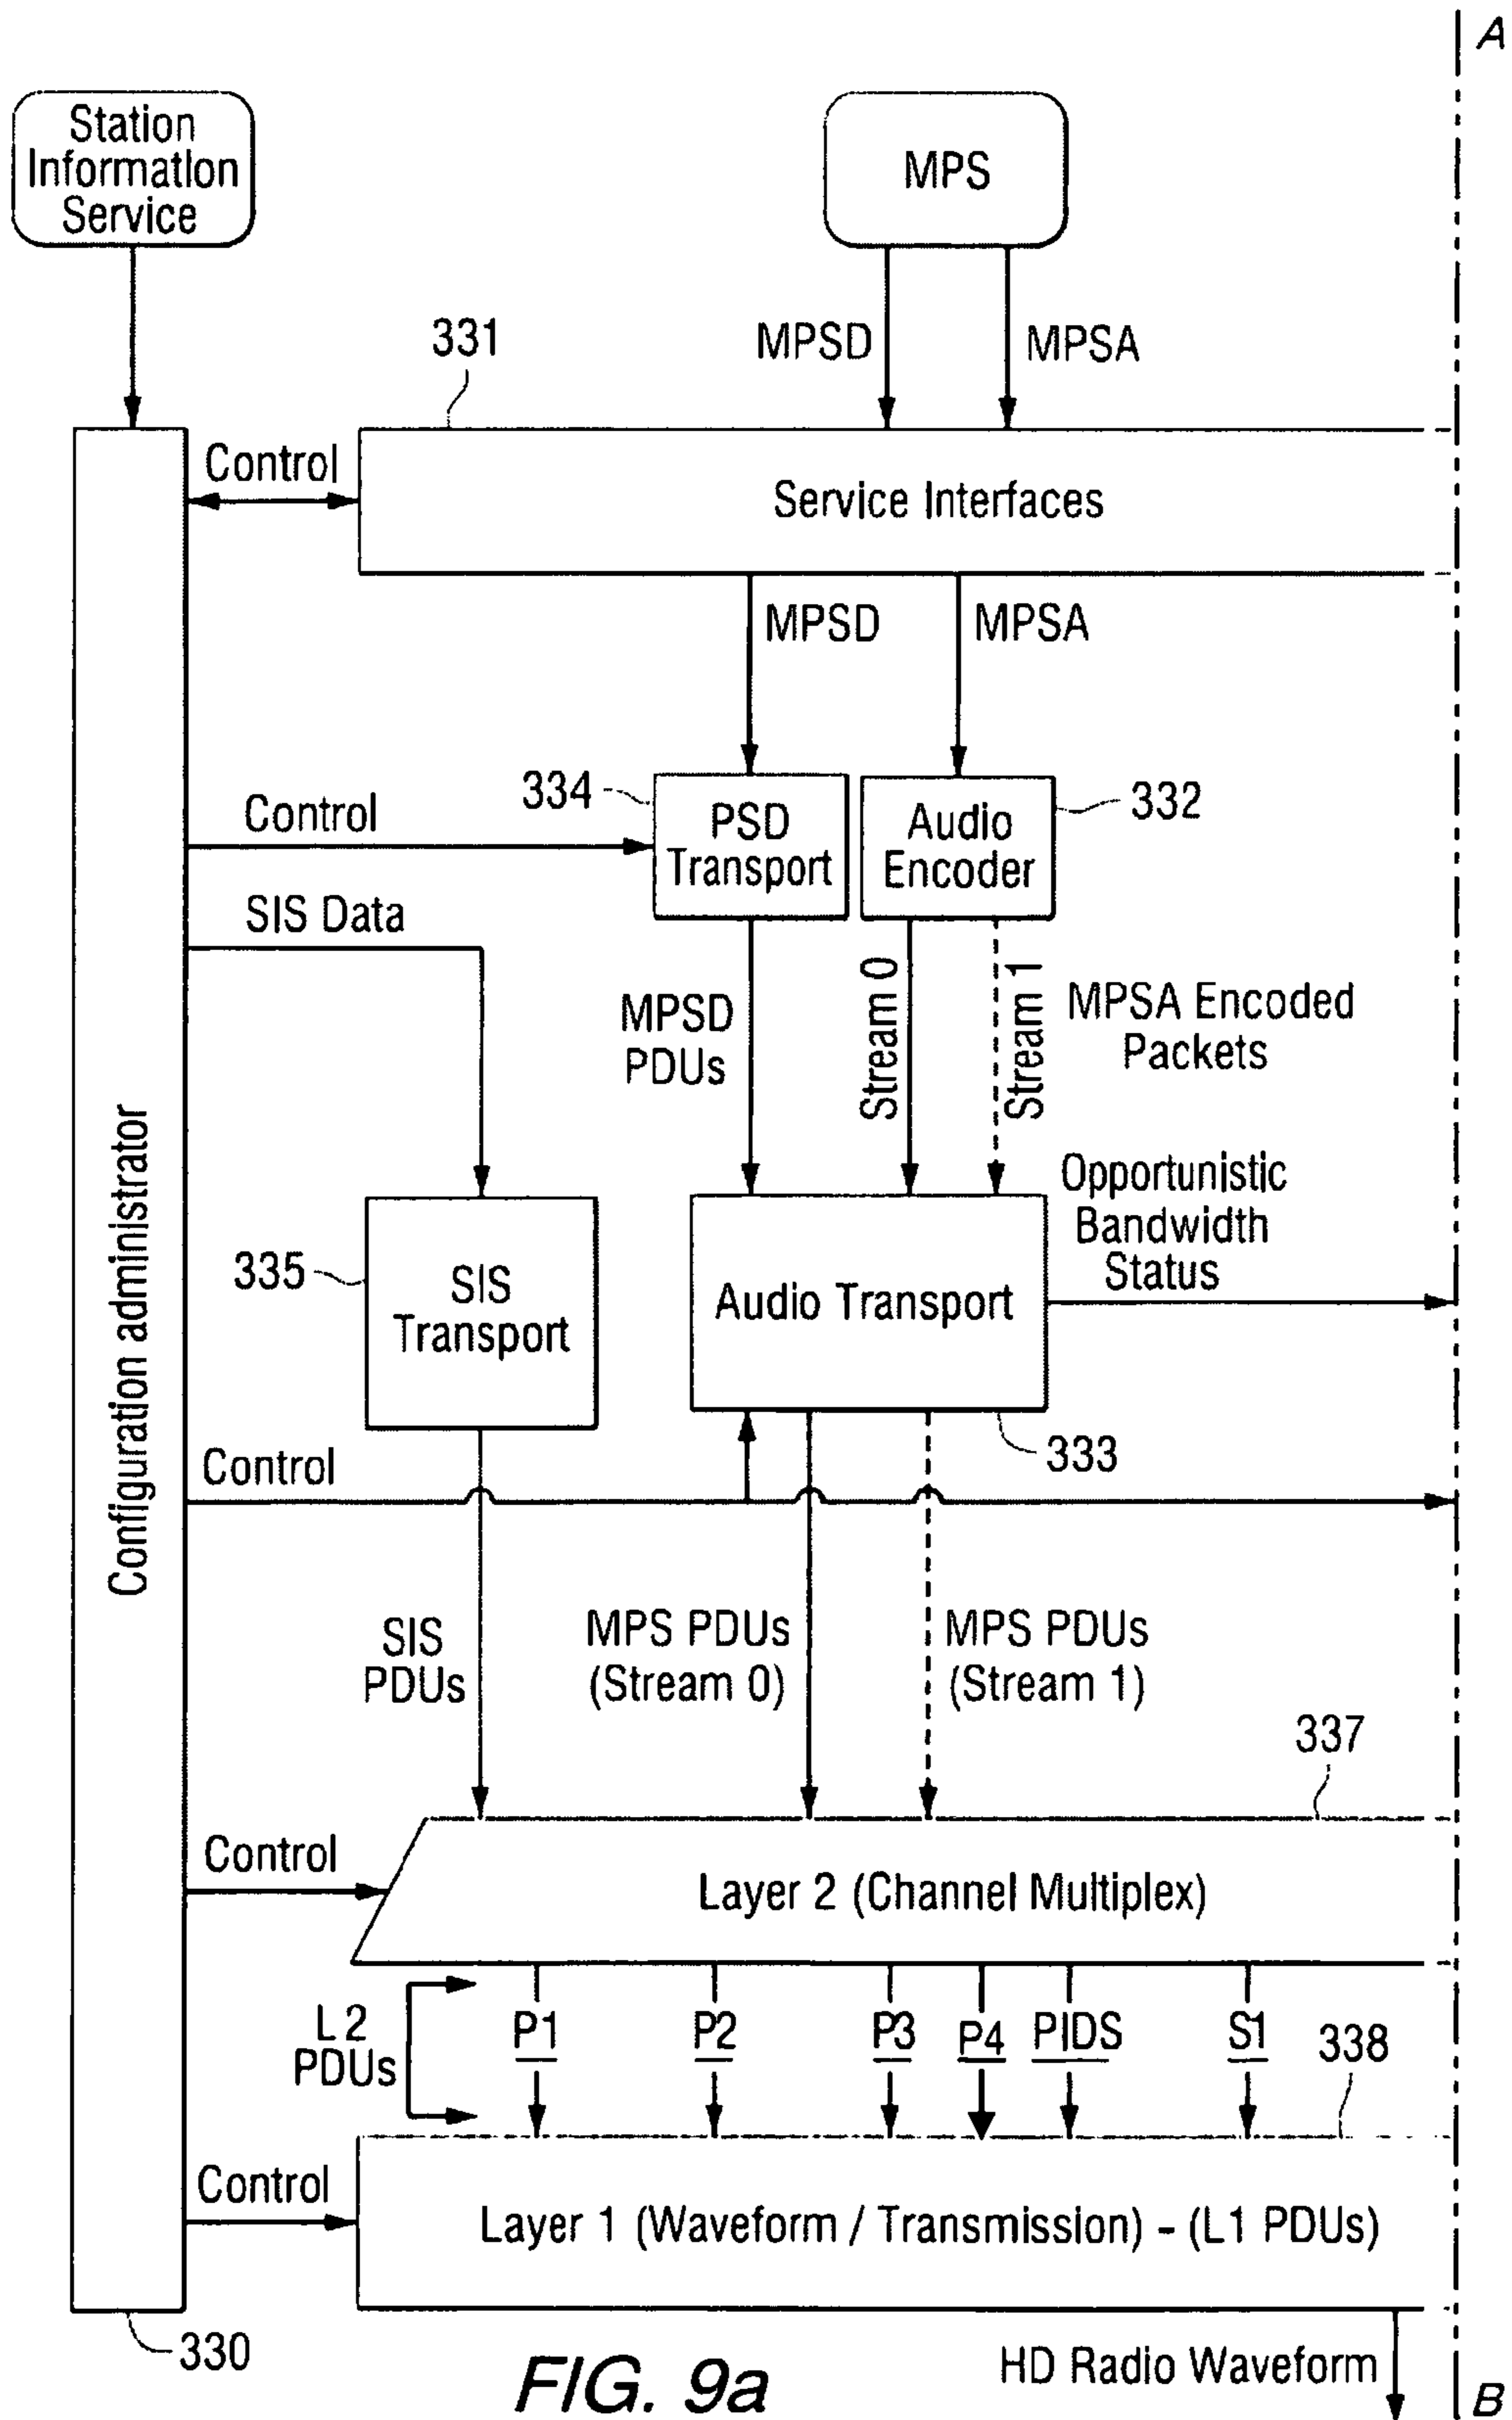 A
Station
Information
Service
MPS
331
MPSD
MPSA
Control
Service Interfaces
MPSD
MPSA
334
PSD
Transport
Audio
Encoder
332
Control
SIS Data
MPSD
PDUs
Stream 0
Stream 1
MPSA Encoded
Packets
Configuration administrator
335
SIS
Transport
Audio Transport
Opportunistic
Bandwidth
Status
333
Control
SIS
PDUs
MPS PDUs
(Stream 0)
MPS PDUs
(Stream 1)
337
Control
Layer 2 (Channel Multiplex)
L2
PDUs
P1
P2
P3
P4
PIDS
S1
338
Control
Layer 1 (Waveform / Transmission) - (L1 PDUs)
330
HD Radio Waveform
FIG. 9a
B